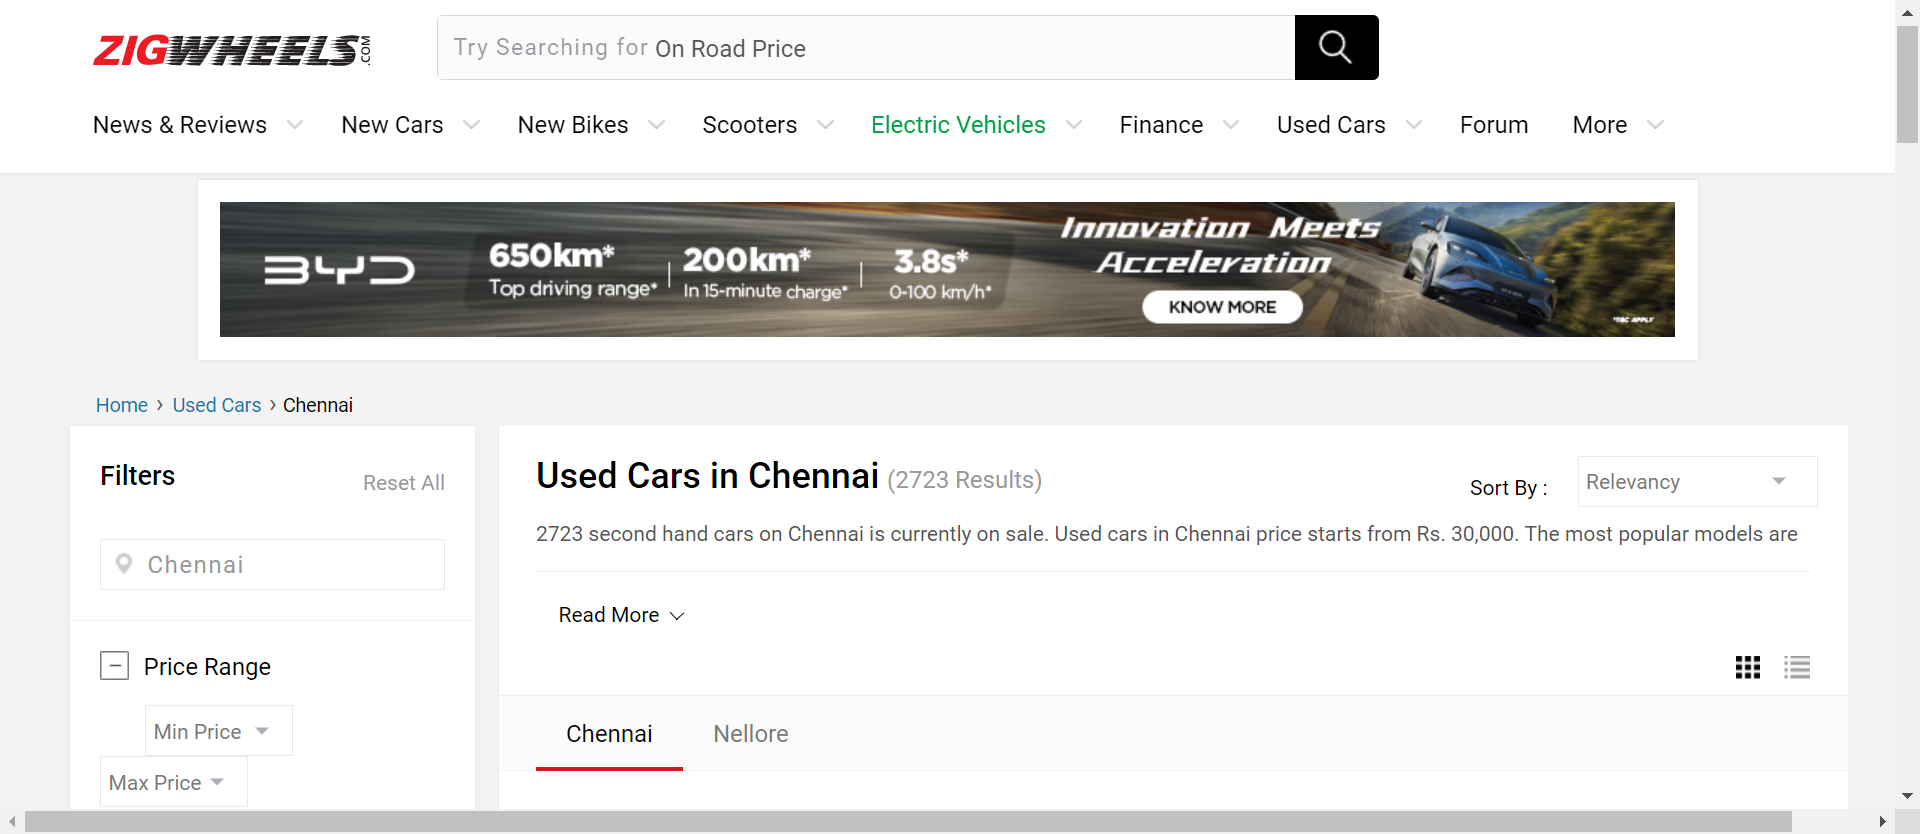 ZIGWHEELS.COM
Try Searching for On Road Price
News & Reviews New Cars New Bikes Scooters Electric Vehicles Finance Used Cars Forum More
BYD
650km*
Top driving range*
200km*
In 15-minute charge*
3.8s*
0-100 km/h*
Innovation Meets
Acceleration
KNOW MORE
*T&C APPLY
Home › Used Cars › Chennai
Filters
Reset All
Chennai
Price Range
Min Price
Max Price
Used Cars in Chennai (2723 Results)
Sort By :
Relevancy
2723 second hand cars on Chennai is currently on sale. Used cars in Chennai price starts from Rs. 30,000. The most popular models are
Read More
Chennai Nellore